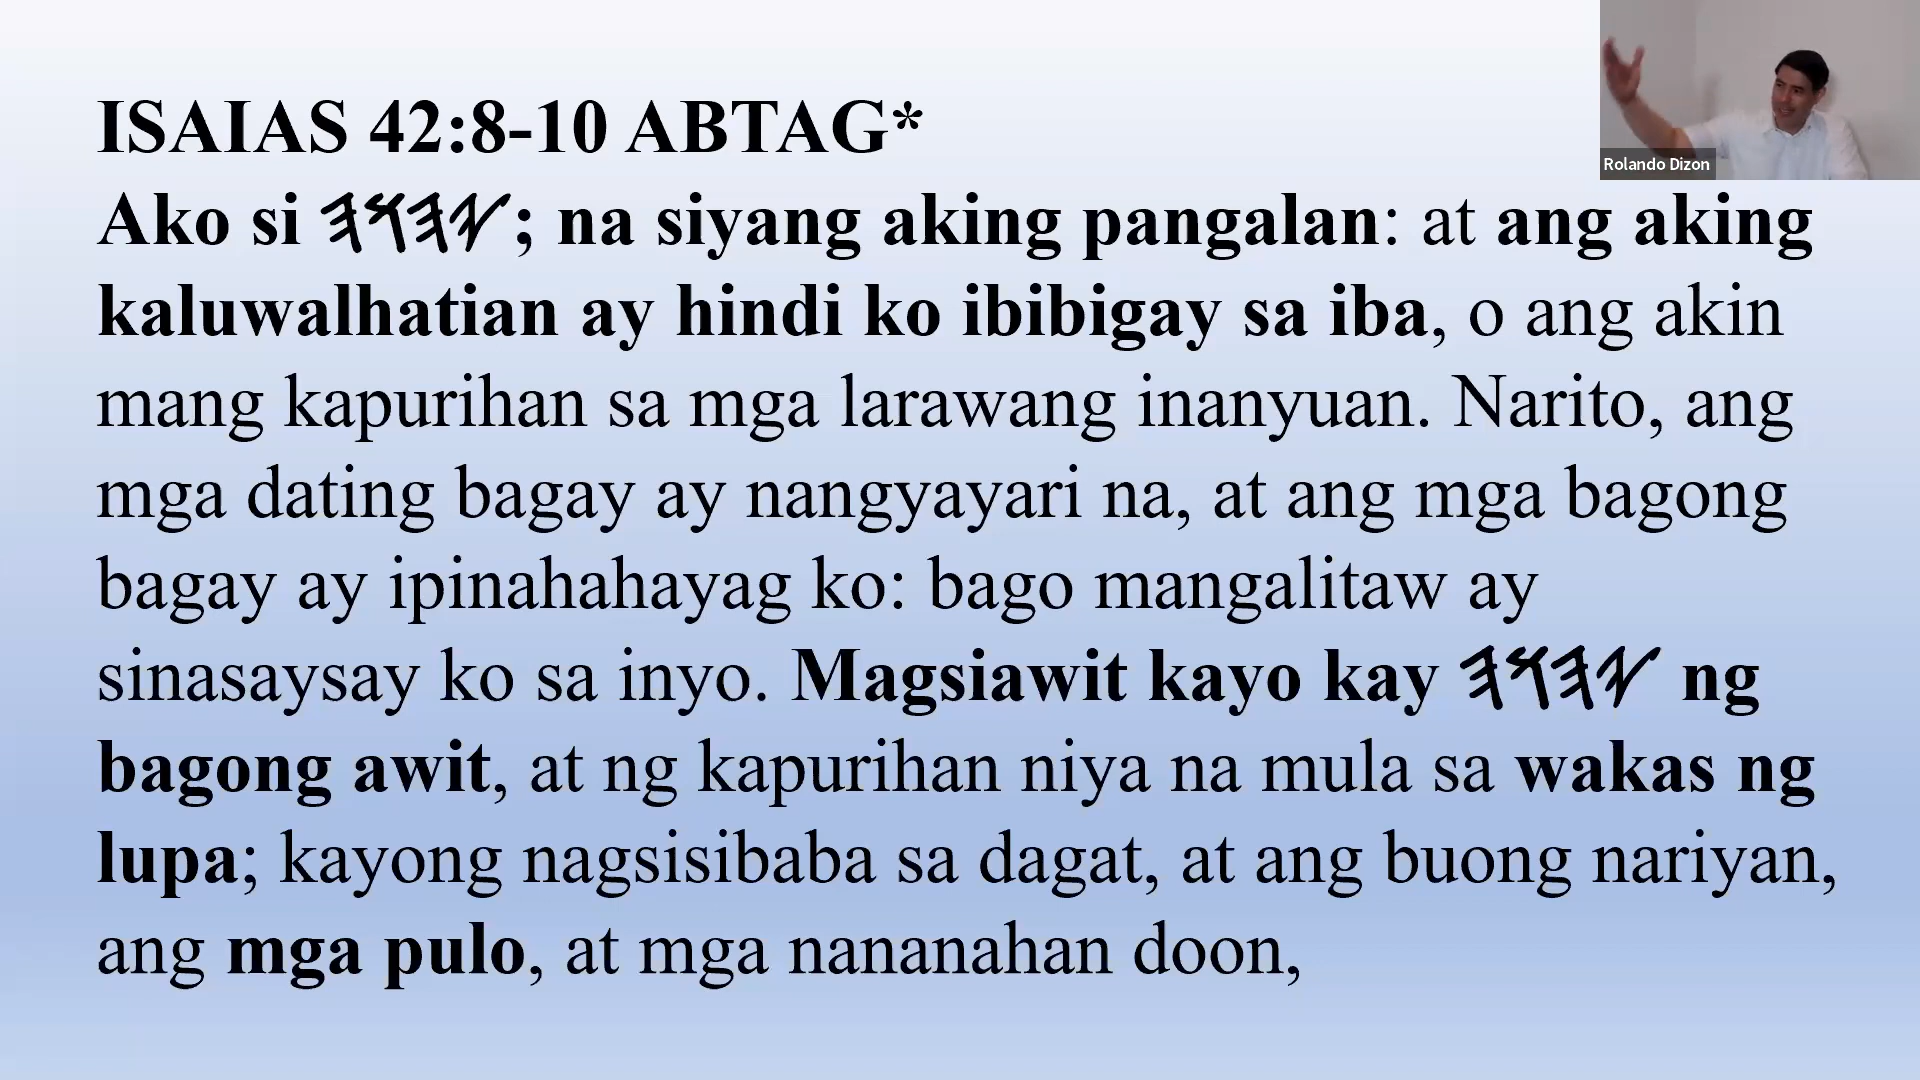 ISAIAS 42:8-10 ABTAG*
Ako si 𐤉𐤄𐤅𐤄; na siyang aking pangalan: at ang aking
kaluwalhatian ay hindi ko ibibigay sa iba, o ang akin
mang kapurihan sa mga larawang inanyuan. Narito, ang
mga dating bagay ay nangyayari na, at ang mga bagong
bagay ay ipinahahayag ko: bago mangalitaw ay
sinasaysay ko sa inyo. Magsiawit kayo kay 𐤉𐤄𐤅𐤄 ng
bagong awit, at ng kapurihan niya na mula sa wakas ng
lupa; kayong nagsisibaba sa dagat, at ang buong nariyan,
ang mga pulo, at mga nananahan doon,
Rolando Dizon